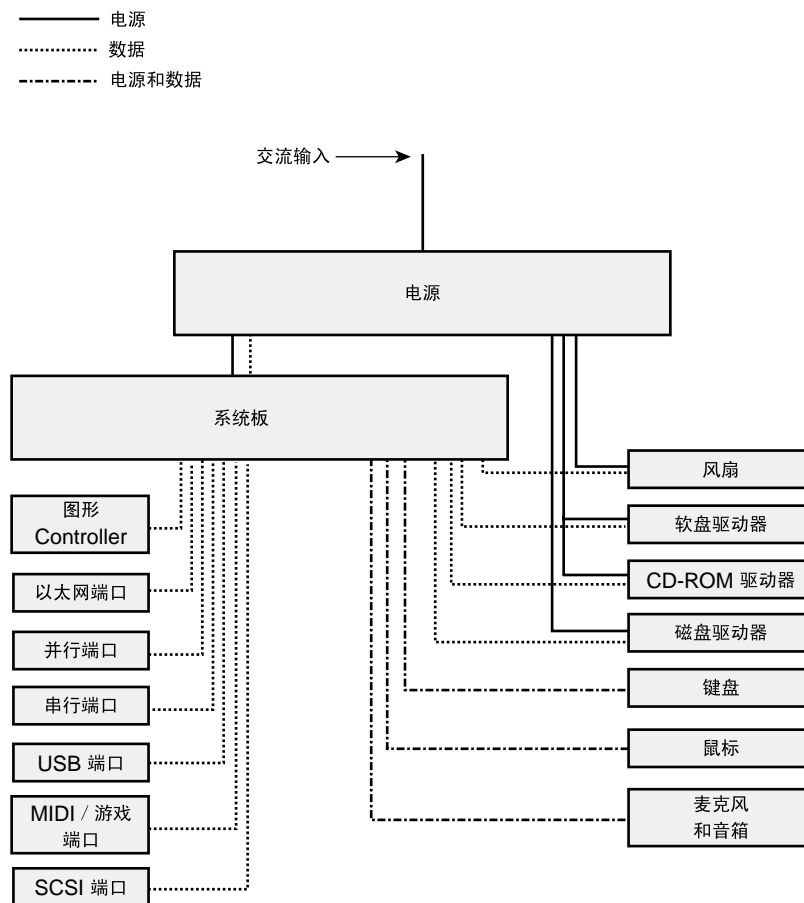 电源
数据
电源和数据
交流输入
电源
系统板
图形
Controller
以太网端口
并行端口
串行端口
USB 端口
MIDI / 游戏
端口
SCSI 端口
风扇
软盘驱动器
CD-ROM 驱动器
磁盘驱动器
键盘
鼠标
麦克风
和音箱